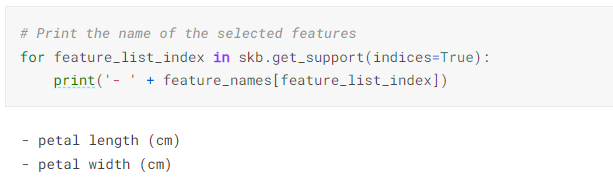 # Print the name of the selected features
for feature_list_index in skb.get_support(indices=True):
    print('- ' + feature_names[feature_list_index])
- petal length (cm)
- petal width (cm)